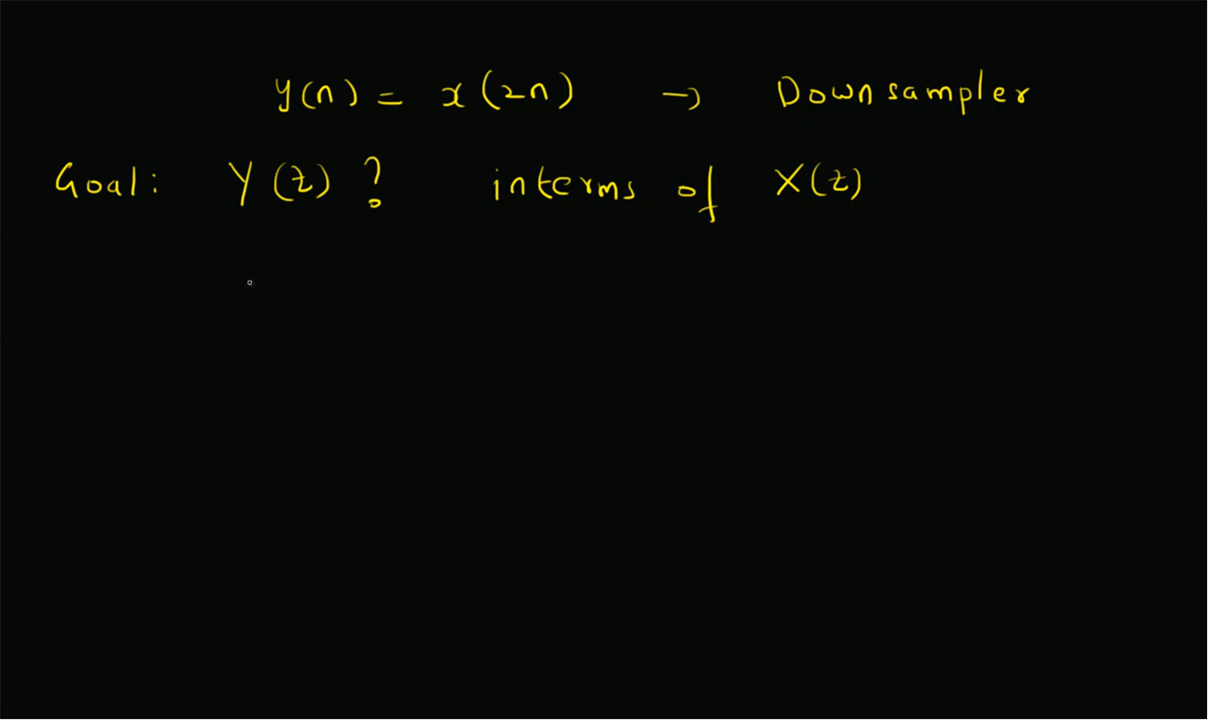 y(n) = x(2n) → Downsampler
Goal: Y(z) ? interms of X(z)